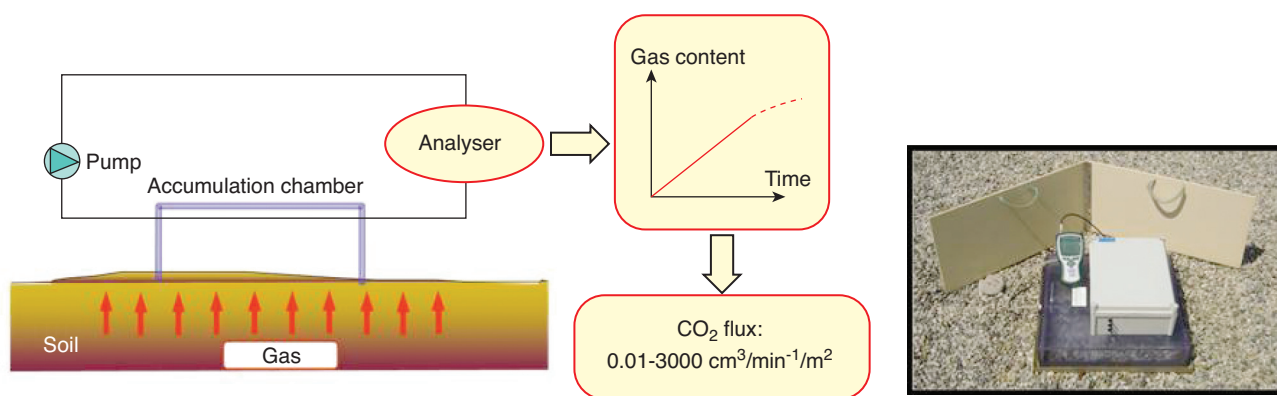 Pump
Accumulation chamber
Analyser
Soil
Gas
Gas content
Time
CO₂ flux:
0.01-3000 cm³/min⁻¹/m²